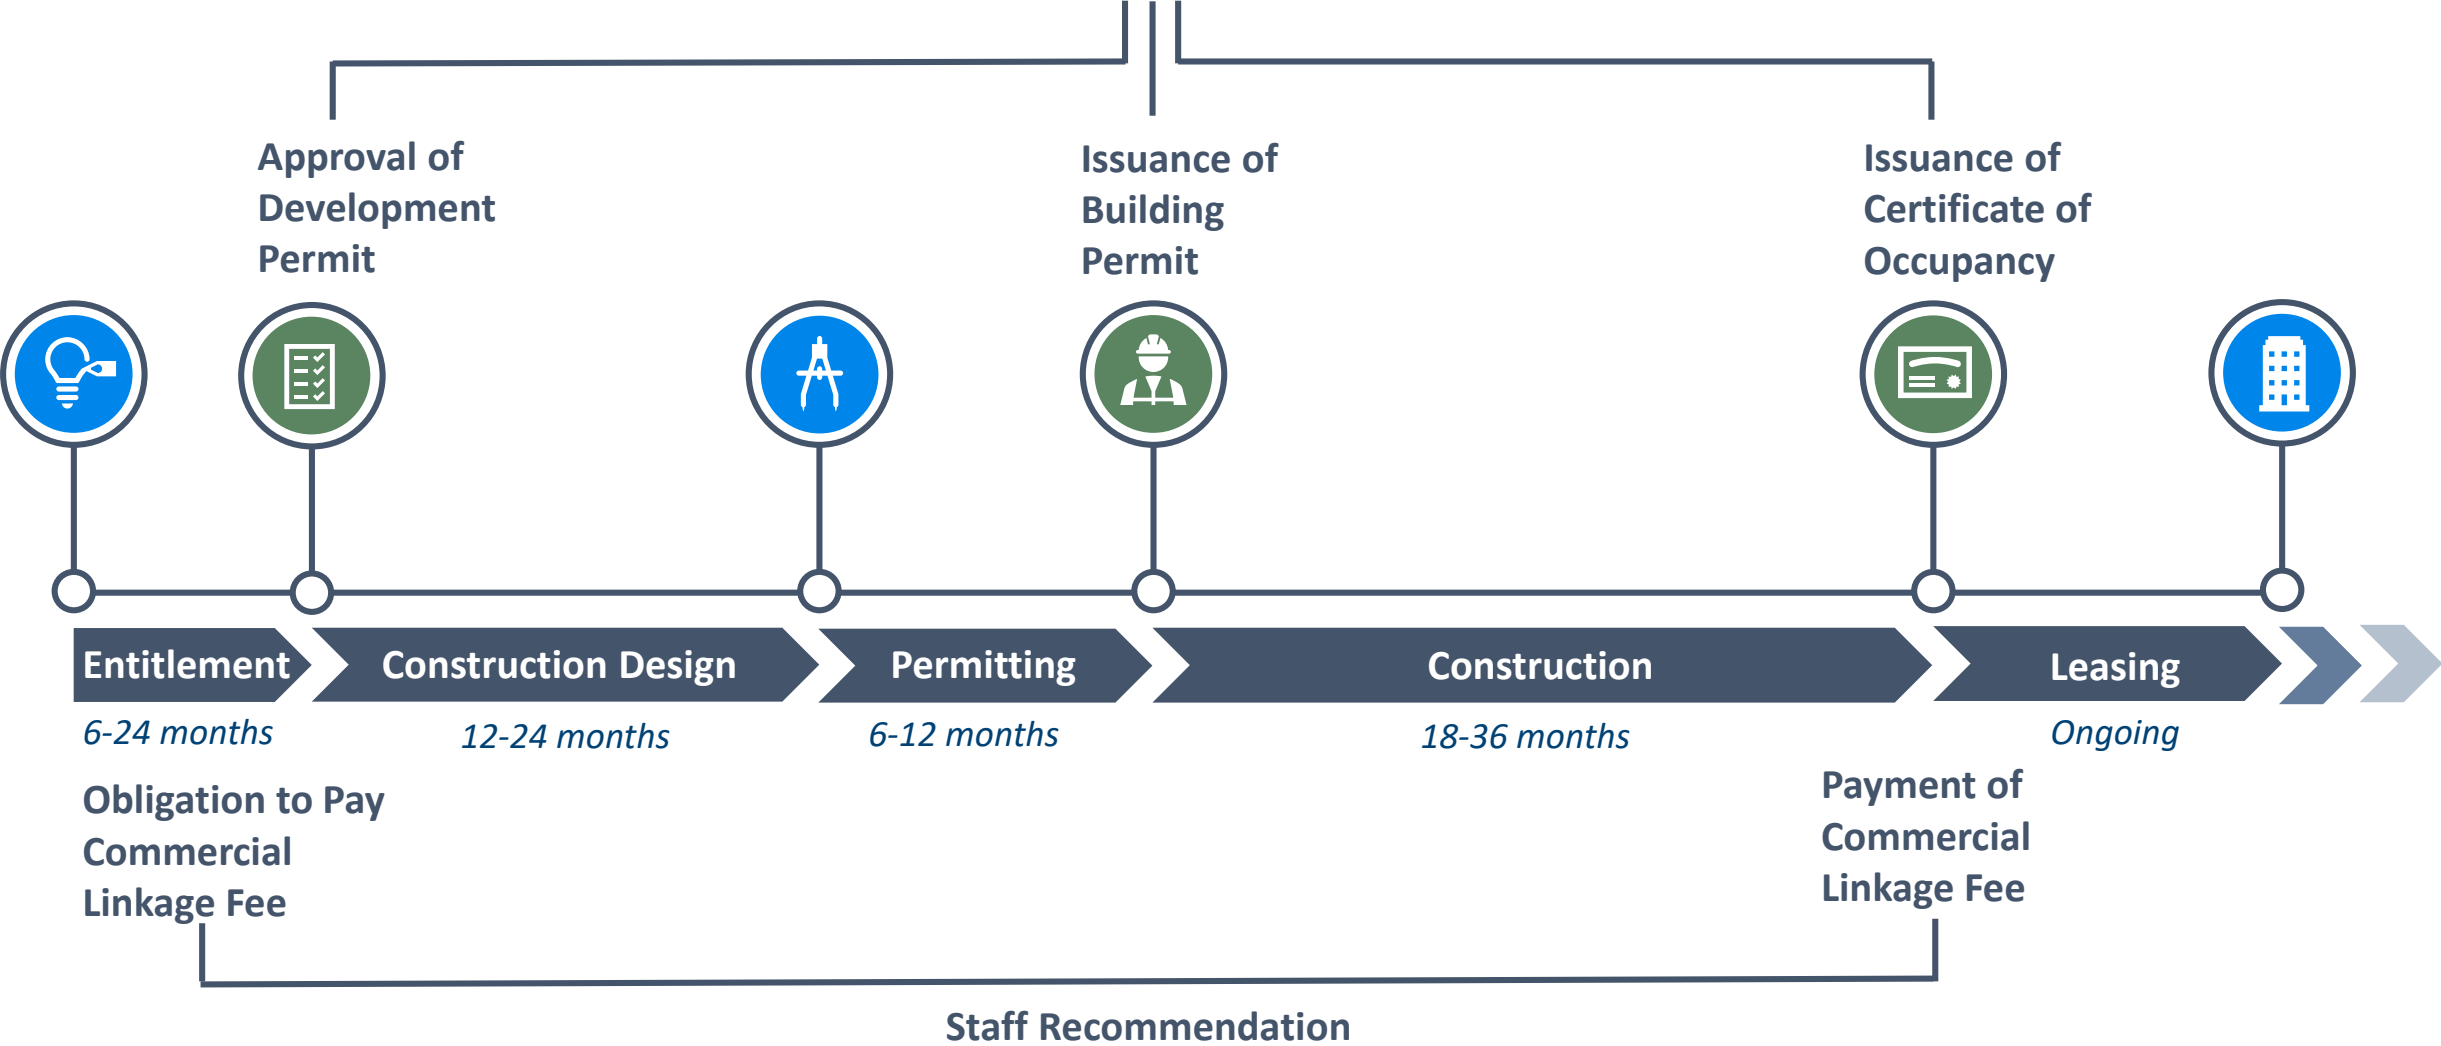 Approval of
Development
Permit
Issuance of
Building
Permit
Issuance of
Certificate of
Occupancy
Entitlement
Construction Design
Permitting
Construction
Leasing
6-24 months
12-24 months
6-12 months
18-36 months
Ongoing
Obligation to Pay
Commercial
Linkage Fee
Payment of
Commercial
Linkage Fee
Staff Recommendation